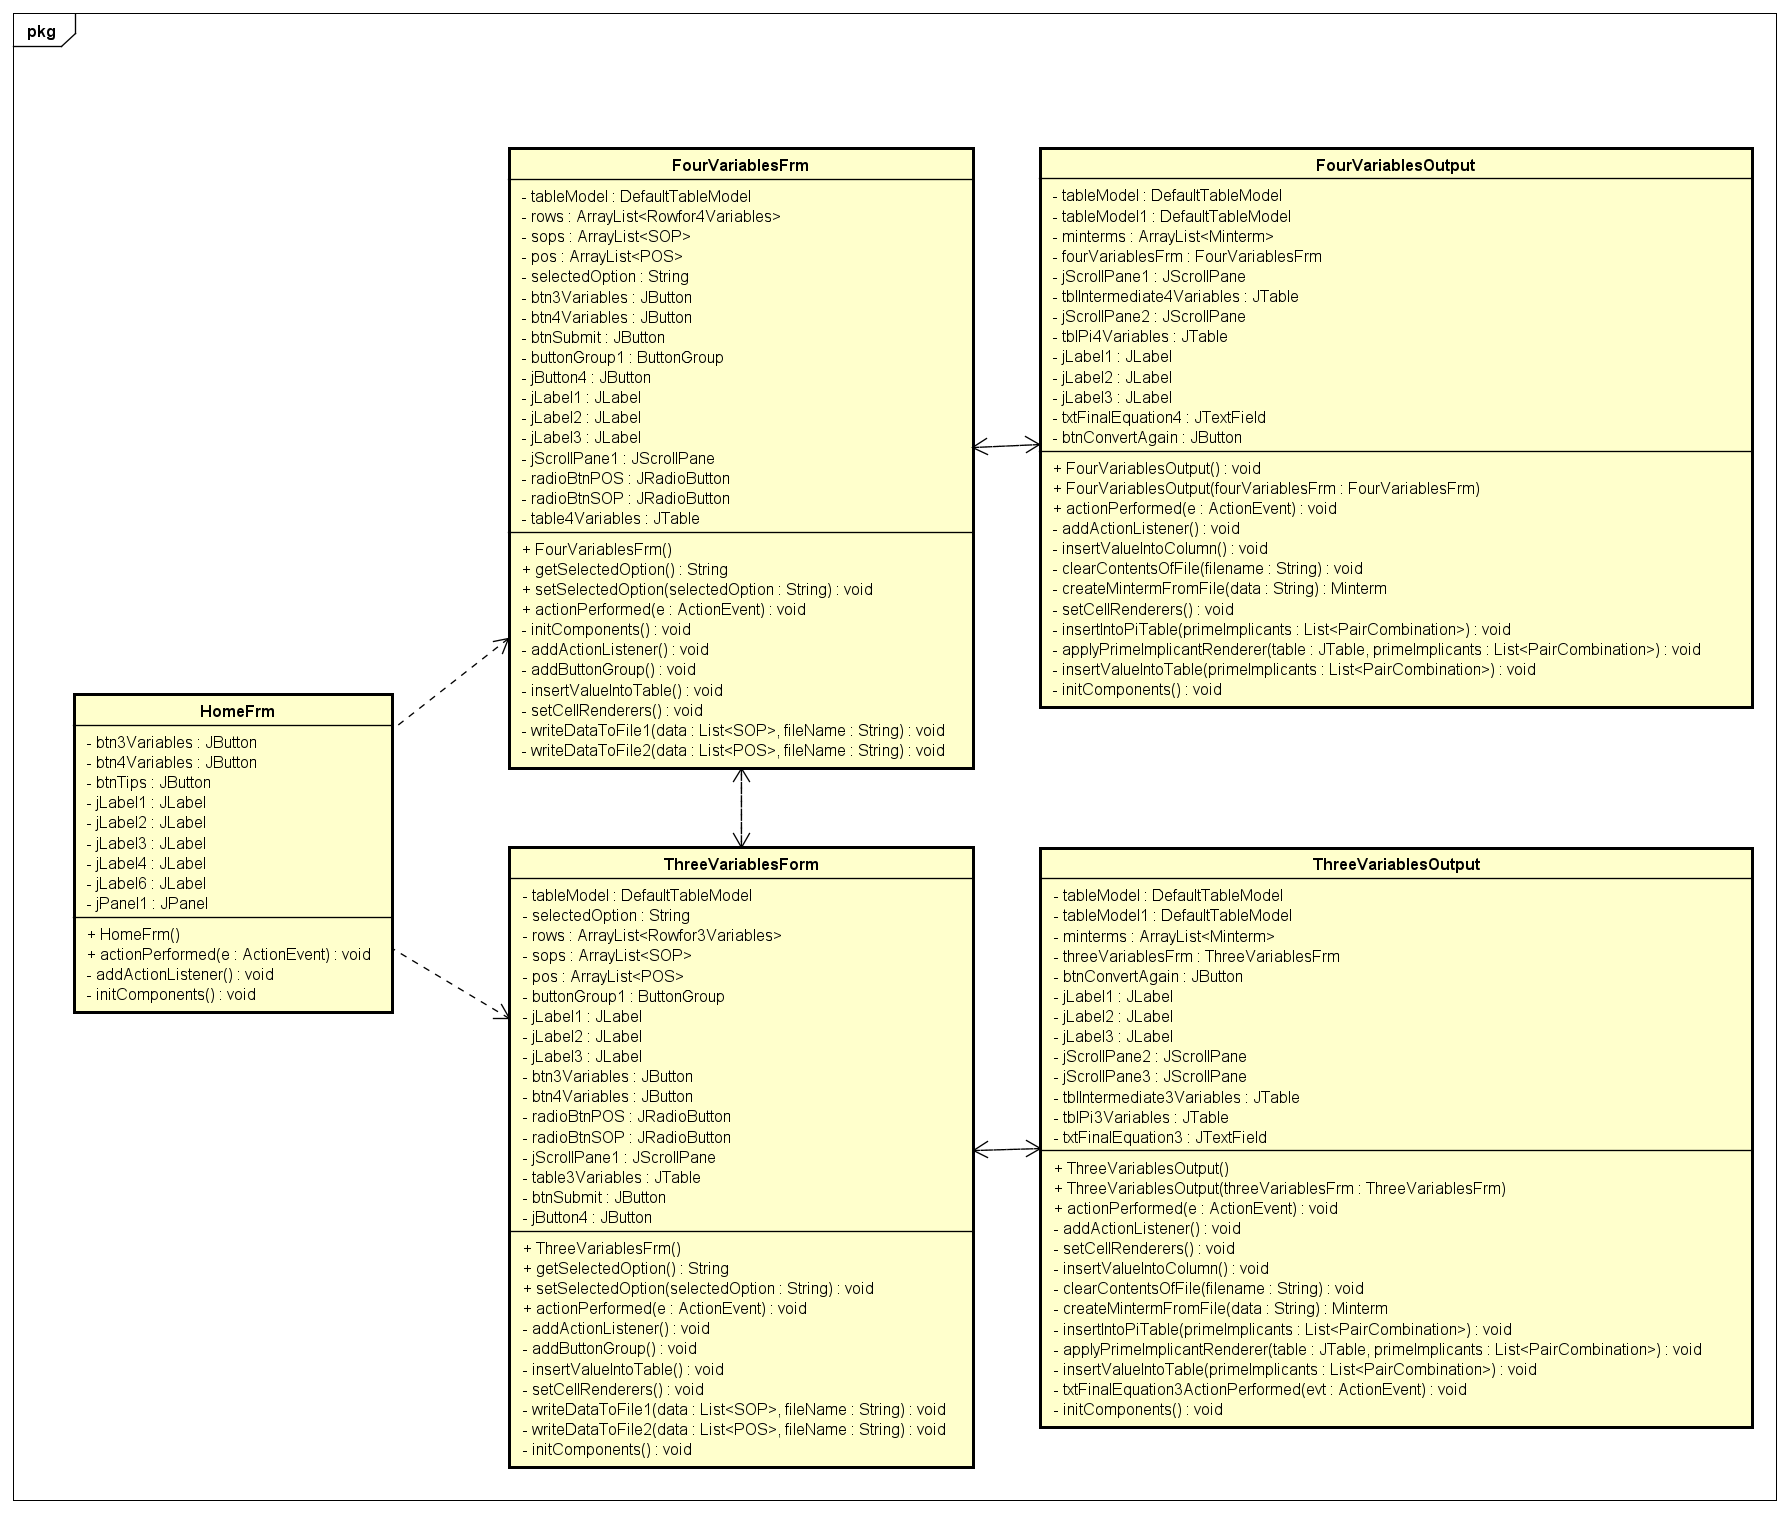 pkg
FourVariablesFrm
- tableModel : DefaultTableModel
- rows : ArrayList<Rowfor4Variables>
- sops : ArrayList<SOP>
- pos : ArrayList<POS>
- selectedOption : String
- btn3Variables : JButton
- btn4Variables : JButton
- btnSubmit : JButton
- buttonGroup1 : ButtonGroup
- jButton4 : JButton
- jLabel1 : JLabel
- jLabel2 : JLabel
- jLabel3 : JLabel
- jScrollPane1 : JScrollPane
- radioBtnPOS : JRadioButton
- radioBtnSOP : JRadioButton
- table4Variables : JTable
+ FourVariablesFrm()
+ getSelectedOption() : String
+ setSelectedOption(selectedOption : String) : void
+ actionPerformed(e : ActionEvent) : void
- initComponents() : void
- addActionListener() : void
- addButtonGroup() : void
- insertValueIntoTable() : void
- setCellRenderers() : void
- writeDataToFile1(data : List<SOP>, fileName : String) : void
- writeDataToFile2(data : List<POS>, fileName : String) : void
FourVariablesOutput
- tableModel : DefaultTableModel
- tableModel1 : DefaultTableModel
- minterms : ArrayList<Minterm>
- fourVariablesFrm : FourVariablesFrm
- jScrollPane1 : JScrollPane
- tblIntermediate4Variables : JTable
- jScrollPane2 : JScrollPane
- tblPi4Variables : JTable
- jLabel1 : JLabel
- jLabel2 : JLabel
- jLabel3 : JLabel
- txtFinalEquation4 : JTextField
- btnConvertAgain : JButton
+ FourVariablesOutput() : void
+ FourVariablesOutput(fourVariablesFrm : FourVariablesFrm)
+ actionPerformed(e : ActionEvent) : void
- addActionListener() : void
- insertValueIntoColumn() : void
- clearContentsOfFile(filename : String) : void
- createMintermFromFile(data : String) : Minterm
- setCellRenderers() : void
- insertIntoPiTable(primeImplicants : List<PairCombination>) : void
- applyPrimeImplicantRenderer(table : JTable, primeImplicants : List<PairCombination>) : void
- insertValueIntoTable(primeImplicants : List<PairCombination>) : void
- initComponents() : void
HomeFrm
- btn3Variables : JButton
- btn4Variables : JButton
- btnTips : JButton
- jLabel1 : JLabel
- jLabel2 : JLabel
- jLabel3 : JLabel
- jLabel4 : JLabel
- jLabel6 : JLabel
- jPanel1 : JPanel
+ HomeFrm()
+ actionPerformed(e : ActionEvent) : void
- addActionListener() : void
- initComponents() : void
ThreeVariablesForm
- tableModel : DefaultTableModel
- selectedOption : String
- rows : ArrayList<Rowfor3Variables>
- sops : ArrayList<SOP>
- pos : ArrayList<POS>
- buttonGroup1 : ButtonGroup
- jLabel1 : JLabel
- jLabel2 : JLabel
- jLabel3 : JLabel
- btn3Variables : JButton
- btn4Variables : JButton
- radioBtnPOS : JRadioButton
- radioBtnSOP : JRadioButton
- jScrollPane1 : JScrollPane
- table3Variables : JTable
- btnSubmit : JButton
- jButton4 : JButton
+ ThreeVariablesFrm()
+ getSelectedOption() : String
+ setSelectedOption(selectedOption : String) : void
+ actionPerformed(e : ActionEvent) : void
- addActionListener() : void
- addButtonGroup() : void
- insertValueIntoTable() : void
- setCellRenderers() : void
- writeDataToFile1(data : List<SOP>, fileName : String) : void
- writeDataToFile2(data : List<POS>, fileName : String) : void
- initComponents() : void
ThreeVariablesOutput
- tableModel : DefaultTableModel
- tableModel1 : DefaultTableModel
- minterms : ArrayList<Minterm>
- threeVariablesFrm : ThreeVariablesFrm
- btnConvertAgain : JButton
- jLabel1 : JLabel
- jLabel2 : JLabel
- jLabel3 : JLabel
- jScrollPane2 : JScrollPane
- jScrollPane3 : JScrollPane
- tblIntermediate3Variables : JTable
- tblPi3Variables : JTable
- txtFinalEquation3 : JTextField
+ ThreeVariablesOutput()
+ ThreeVariablesOutput(threeVariablesFrm : ThreeVariablesFrm)
+ actionPerformed(e : ActionEvent) : void
- addActionListener() : void
- setCellRenderers() : void
- insertValueIntoColumn() : void
- clearContentsOfFile(filename : String) : void
- createMintermFromFile(data : String) : Minterm
- insertIntoPiTable(primeImplicants : List<PairCombination>) : void
- applyPrimeImplicantRenderer(table : JTable, primeImplicants : List<PairCombination>) : void
- insertValueIntoTable(primeImplicants : List<PairCombination>) : void
- txtFinalEquation3ActionPerformed(evt : ActionEvent) : void
- initComponents() : void